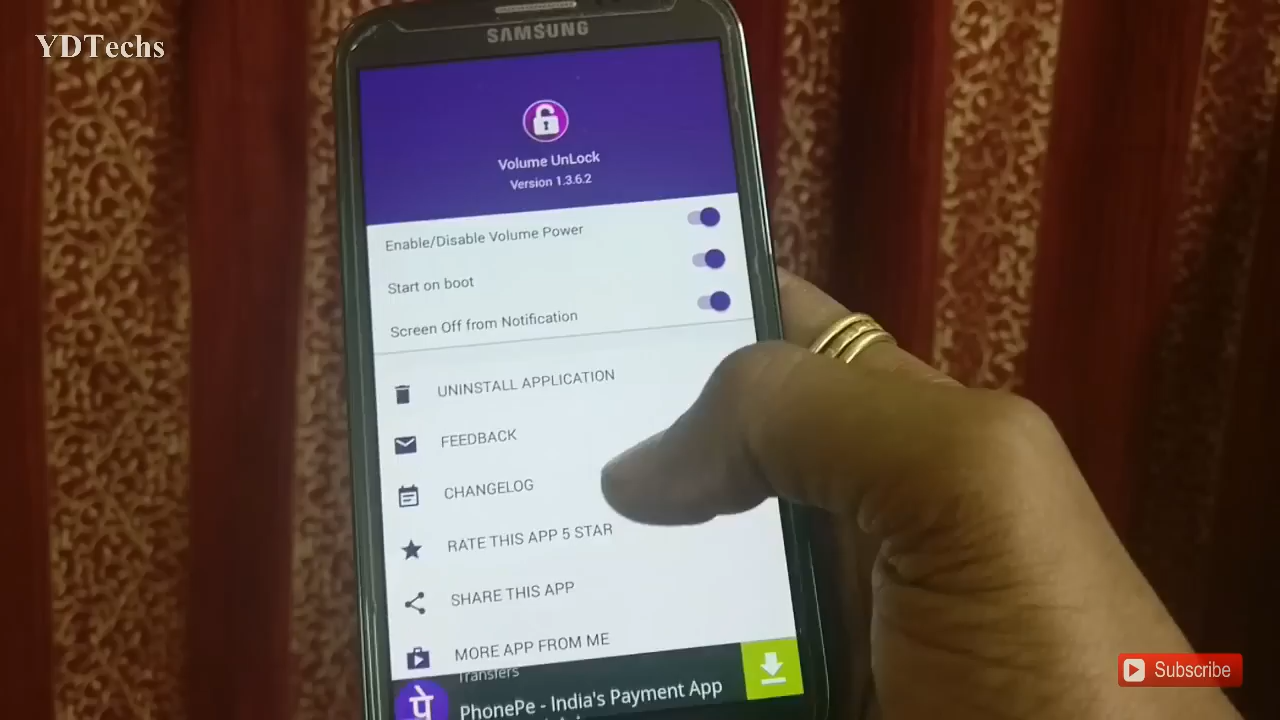 YDTechs
SAMSUNG
Volume UnLock
Version 1.3.6.2
Enable/Disable Volume Power
Start on boot
Screen Off from Notification
UNINSTALL APPLICATION
FEEDBACK
CHANGELOG
RATE THIS APP 5 STAR
SHARE THIS APP
MORE APP FROM ME
Transfers
पे
PhonePe - India's Payment App
Subscribe